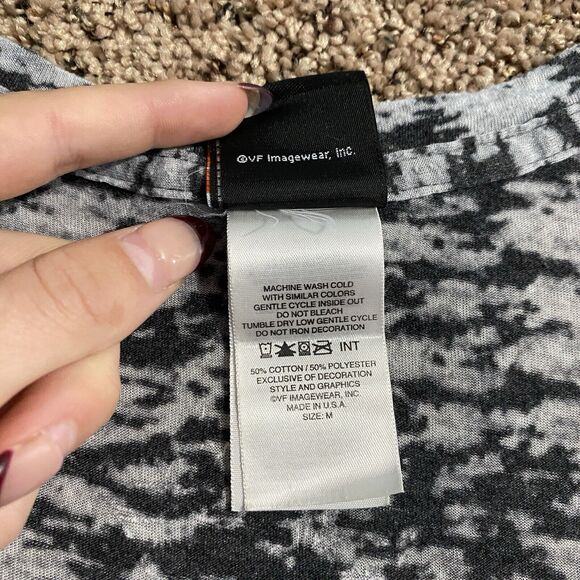 ©VF Imagewear, Inc.
MACHINE WASH COLD
WITH SIMILAR COLORS
GENTLE CYCLE INSIDE OUT
DO NOT BLEACH
TUMBLE DRY LOW GENTLE CYCLE
DO NOT IRON DECORATION
INT
50% COTTON / 50% POLYESTER
EXCLUSIVE OF DECORATION
STYLE AND GRAPHICS
©VF IMAGEWEAR, INC.
MADE IN U.S.A.
SIZE: M